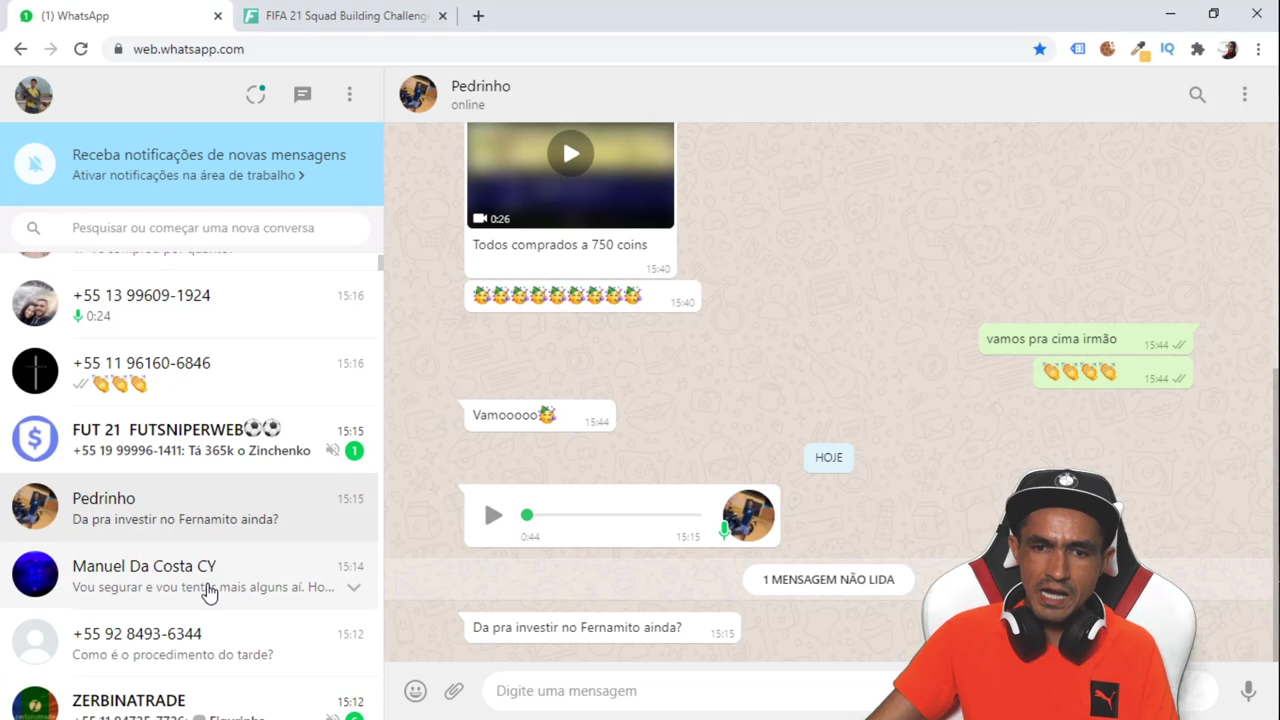 (1) WhatsApp
FIFA 21 Squad Building Challenge
web.whatsapp.com
IQ
Receba notificações de novas mensagens
Ativar notificações na área de trabalho >
Pesquisar ou começar uma nova conversa
+55 13 99609-1924
15:16
0:24
+55 11 96160-6846
15:16
FUT 21 FUTSNIPERWEB⚽⚽
15:15
+55 19 99996-1411: Tá 365k o Zinchenko
1
Pedrinho
15:15
Da pra investir no Fernamito ainda?
Manuel Da Costa CY
15:14
Vou segurar e vou tentar mais alguns aí. Ho...
+55 92 8493-6344
15:12
Como é o procedimento do tarde?
ZERBINATRADE
15:12
Pedrinho
online
0:26
Todos comprados a 750 coins
15:40
15:40
vamos pra cima irmão
15:44
15:44
Vamooooo
15:44
HOJE
0:44
15:15
1 MENSAGEM NÃO LIDA
Da pra investir no Fernamito ainda?
15:15
Digite uma mensagem